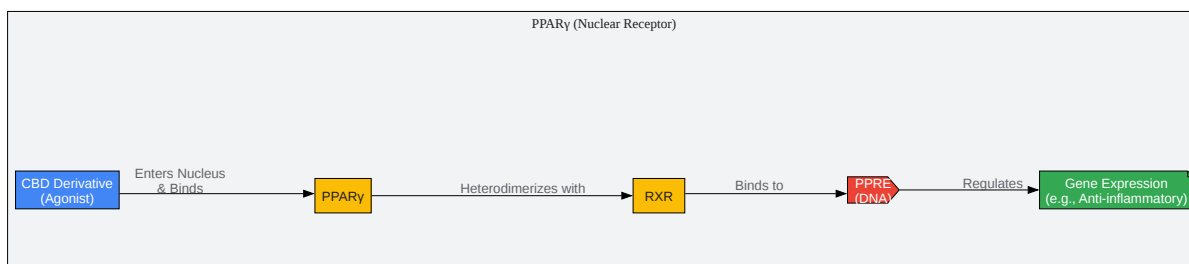 PPARγ (Nuclear Receptor)
CBD Derivative
(Agonist)
Enters Nucleus
& Binds
PPARγ
Heterodimerizes with
RXR
Binds to
PPRE
(DNA)
Regulates
Gene Expression
(e.g., Anti-inflammatory)